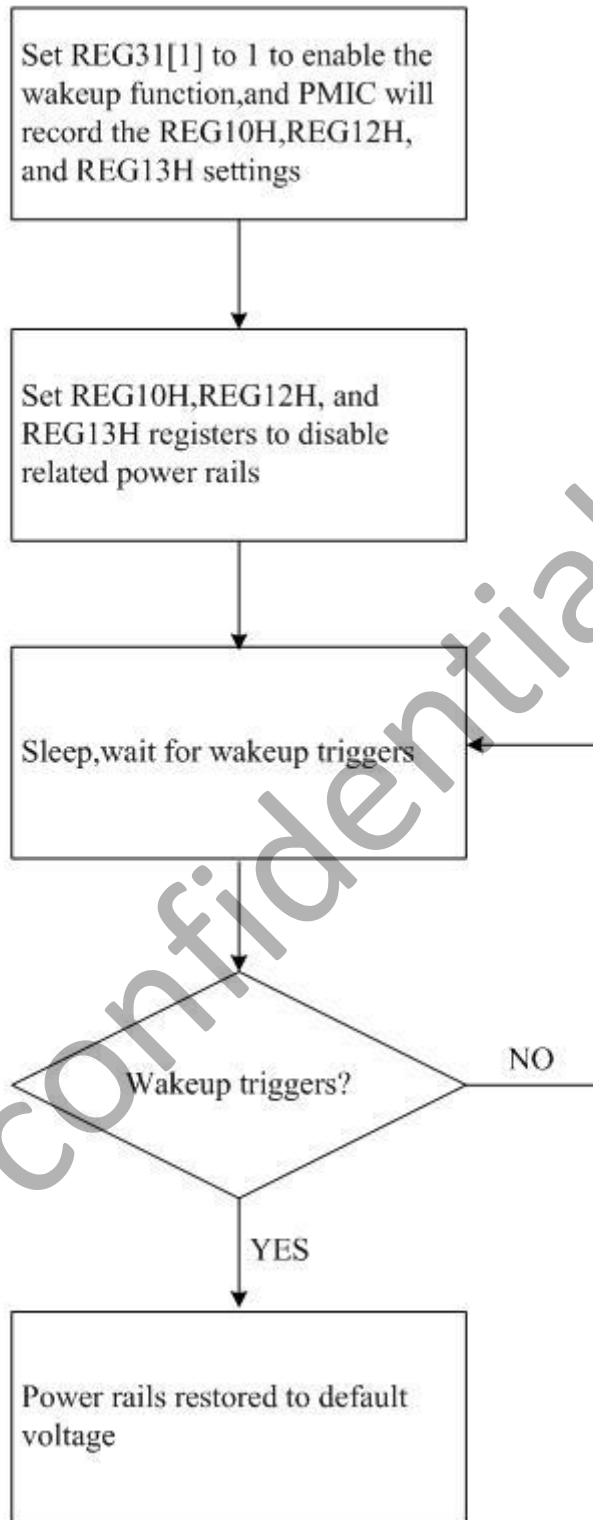 Set REG31[1] to 1 to enable the
wakeup function,and PMIC will
record the REG10H,REG12H,
and REG13H settings
Set REG10H,REG12H, and
REG13H registers to disable
related power rails
Sleep,wait for wakeup triggers
Wakeup triggers?
NO
YES
Power rails restored to default
voltage
confidential